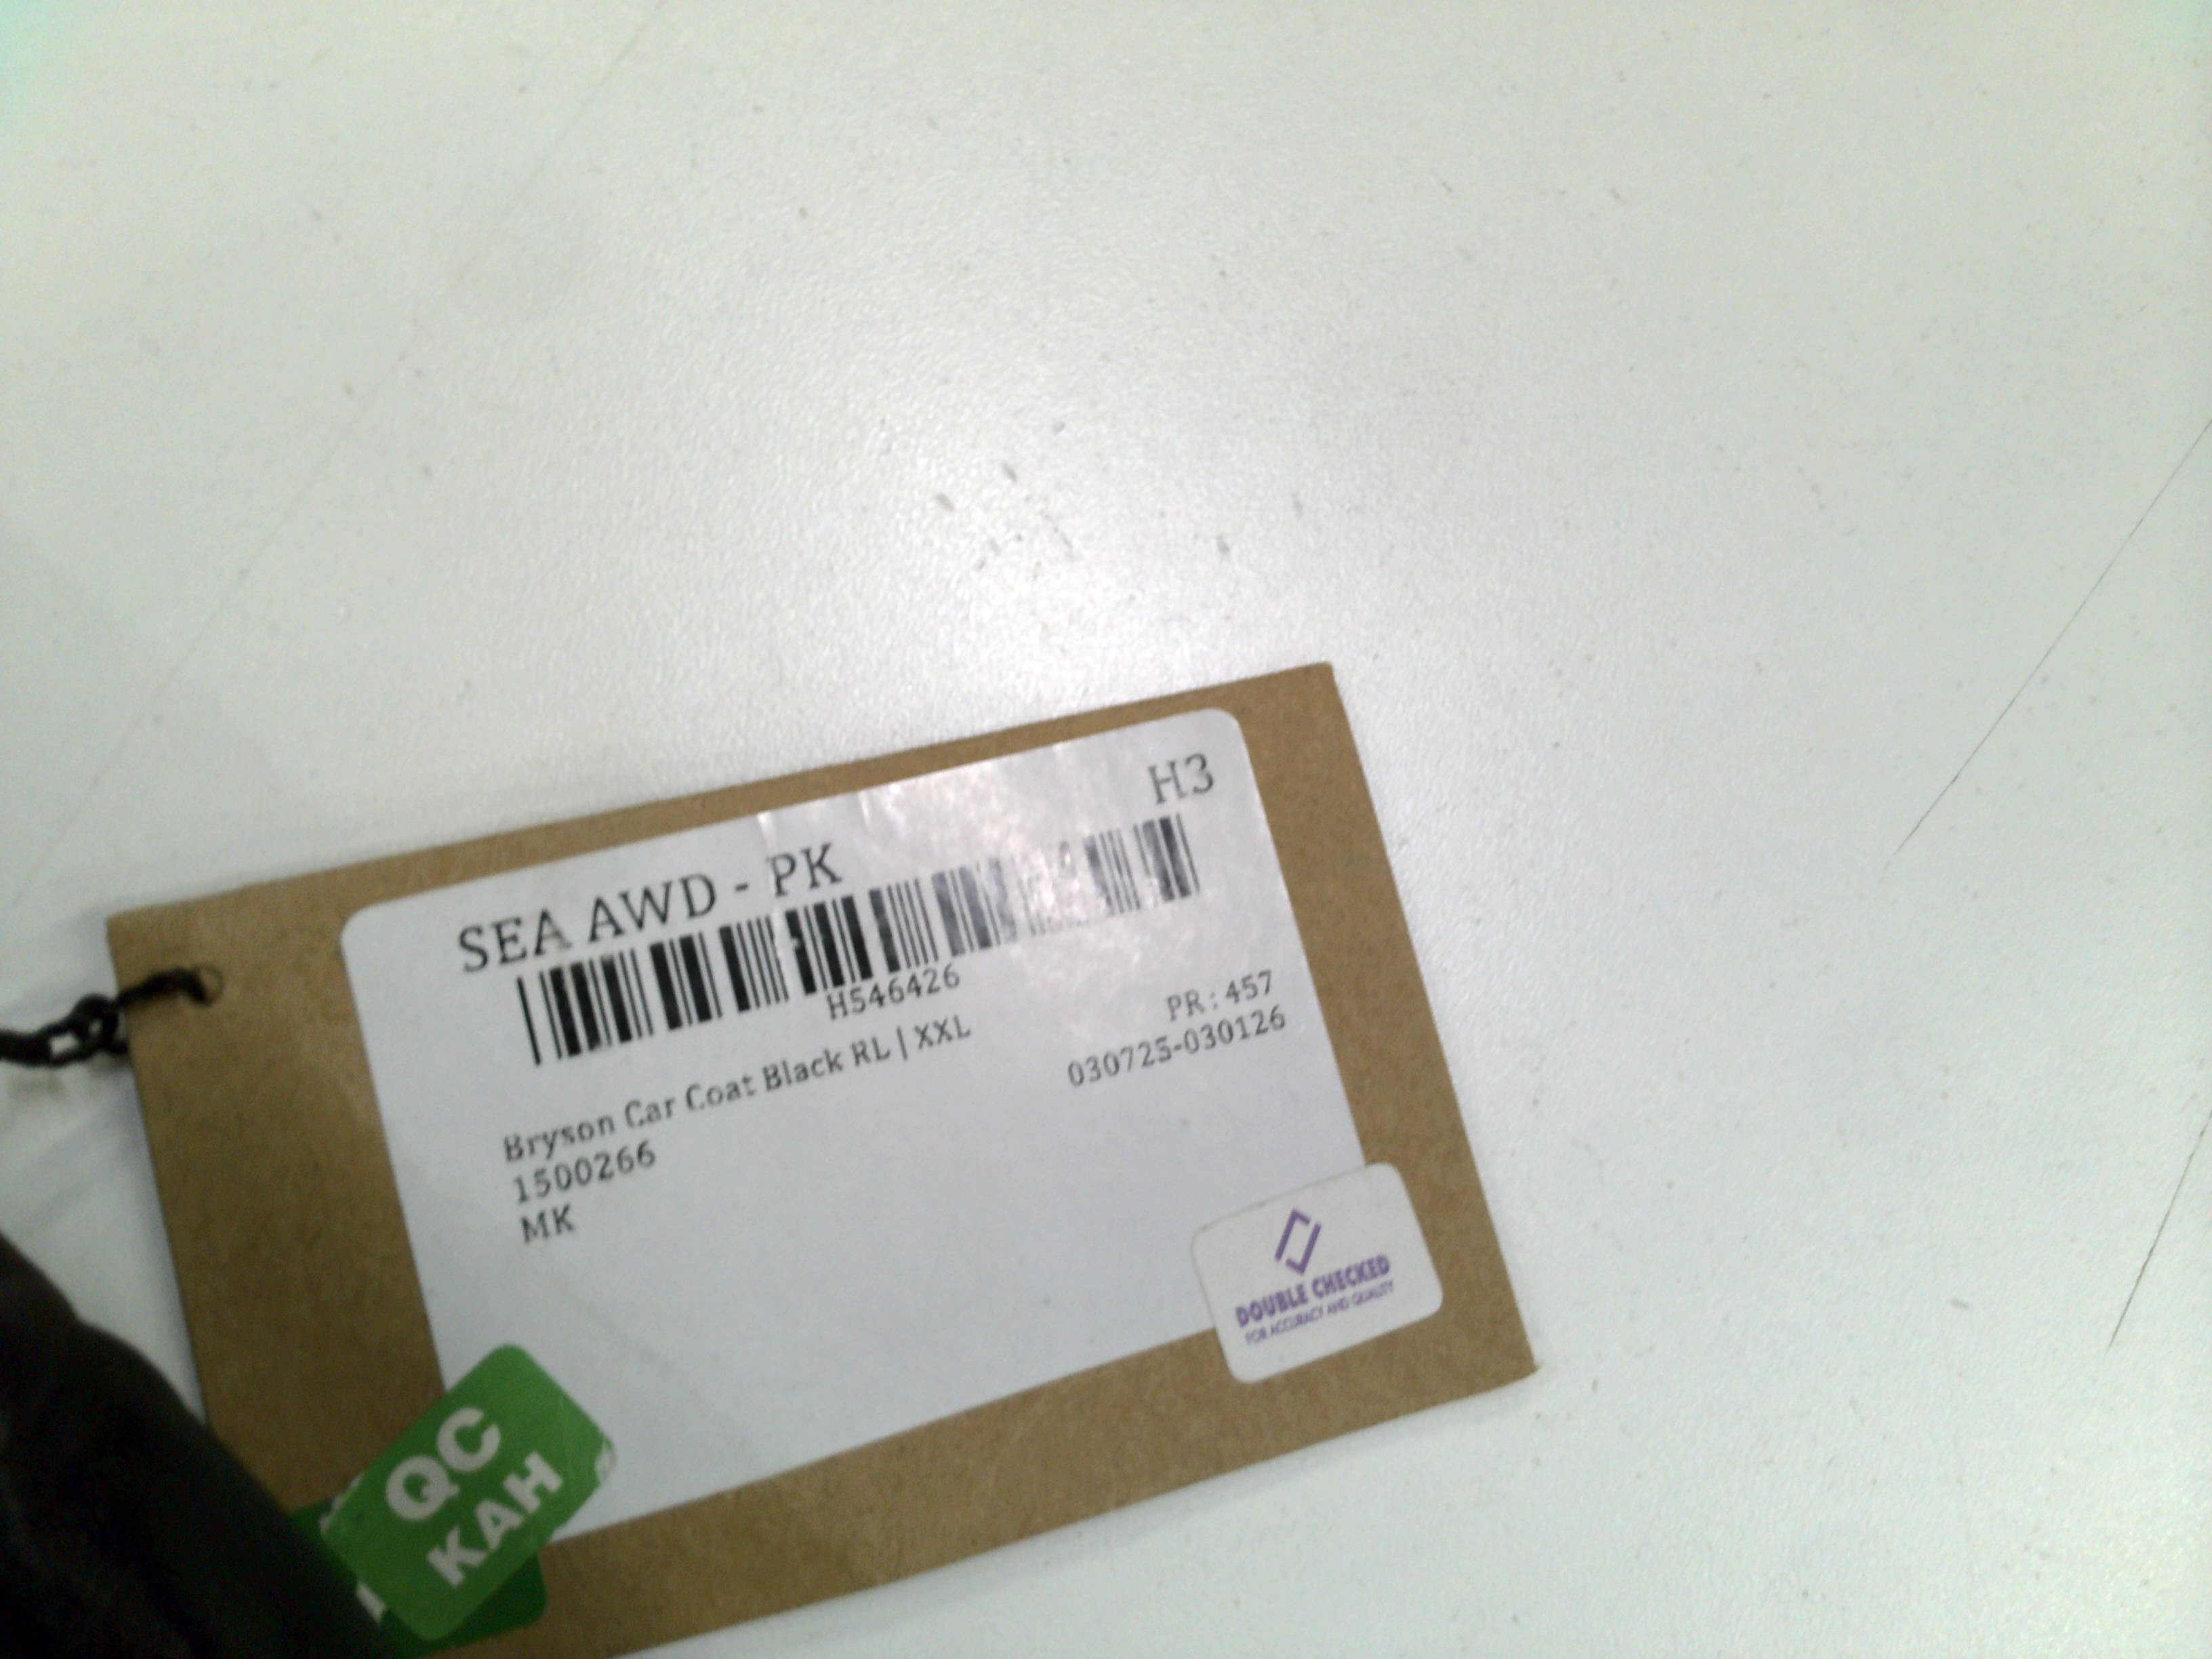 H3
SEA AWD - PK
H546426
PR : 457
Bryson Car Coat Black RL | XXL
030725-030126
1500266
MK
DOUBLE CHECKED
FOR ACCURACY AND QUALITY
QC
KAH